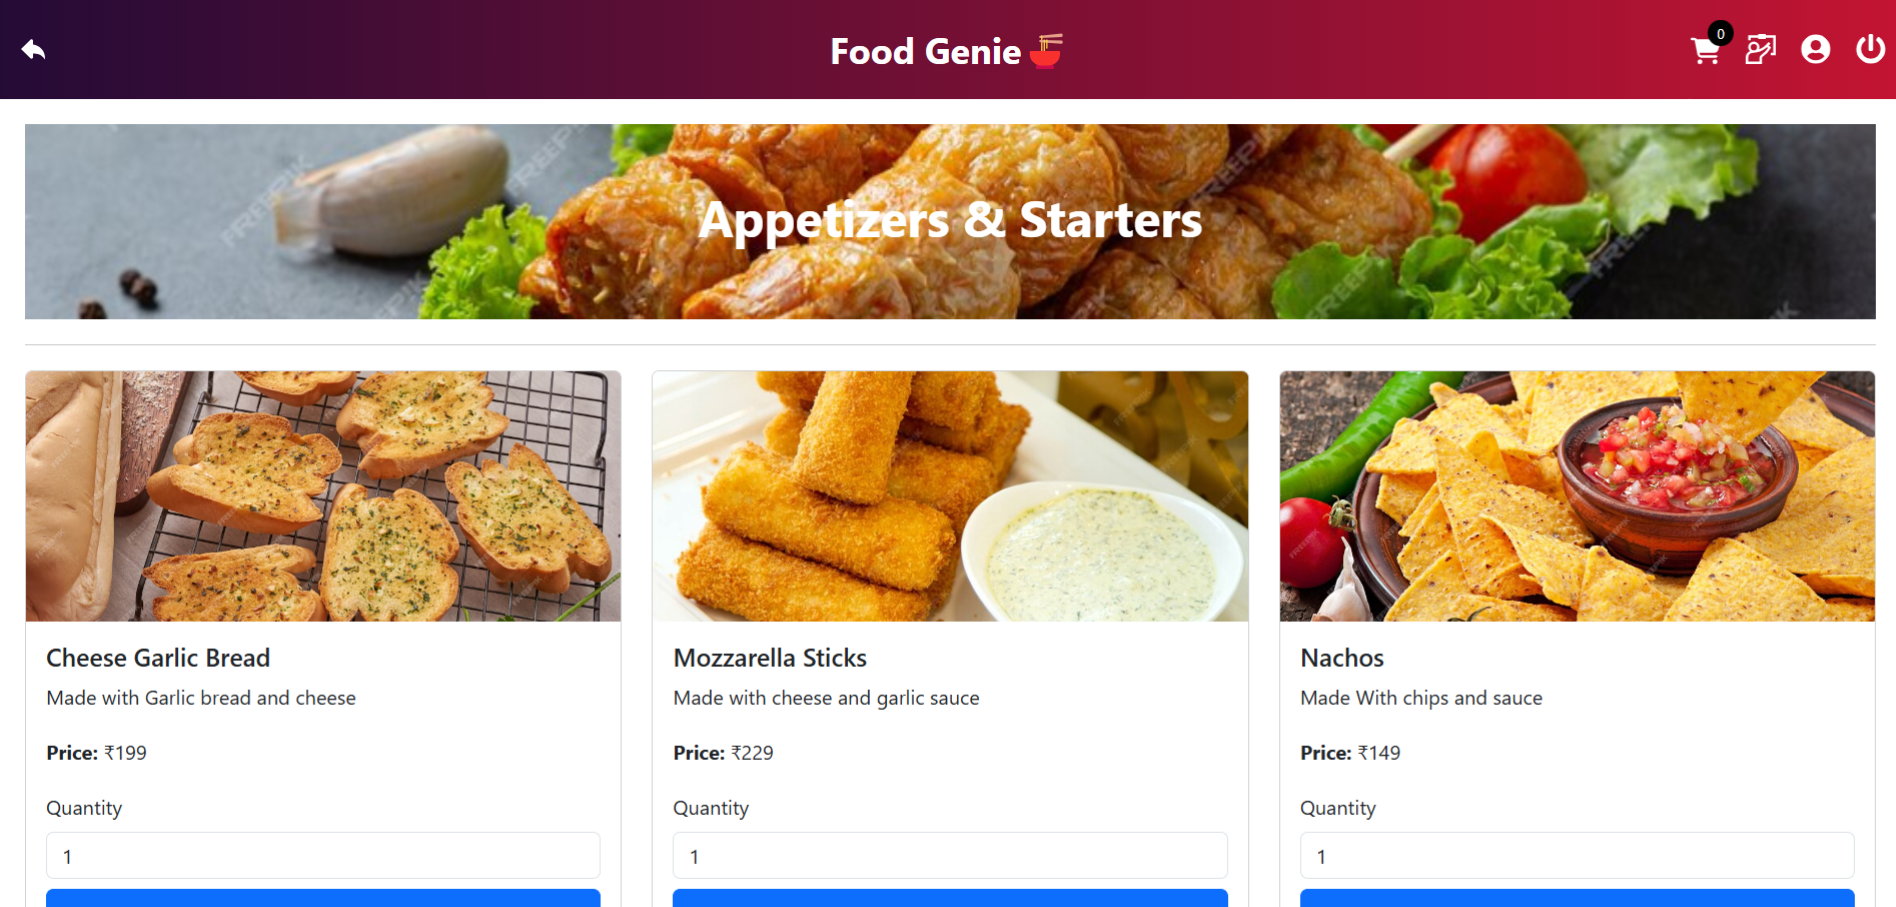 Food Genie
0
Appetizers & Starters
Cheese Garlic Bread
Made with Garlic bread and cheese
Price: ₹199
Quantity
1
Mozzarella Sticks
Made with cheese and garlic sauce
Price: ₹229
Quantity
1
Nachos
Made With chips and sauce
Price: ₹149
Quantity
1